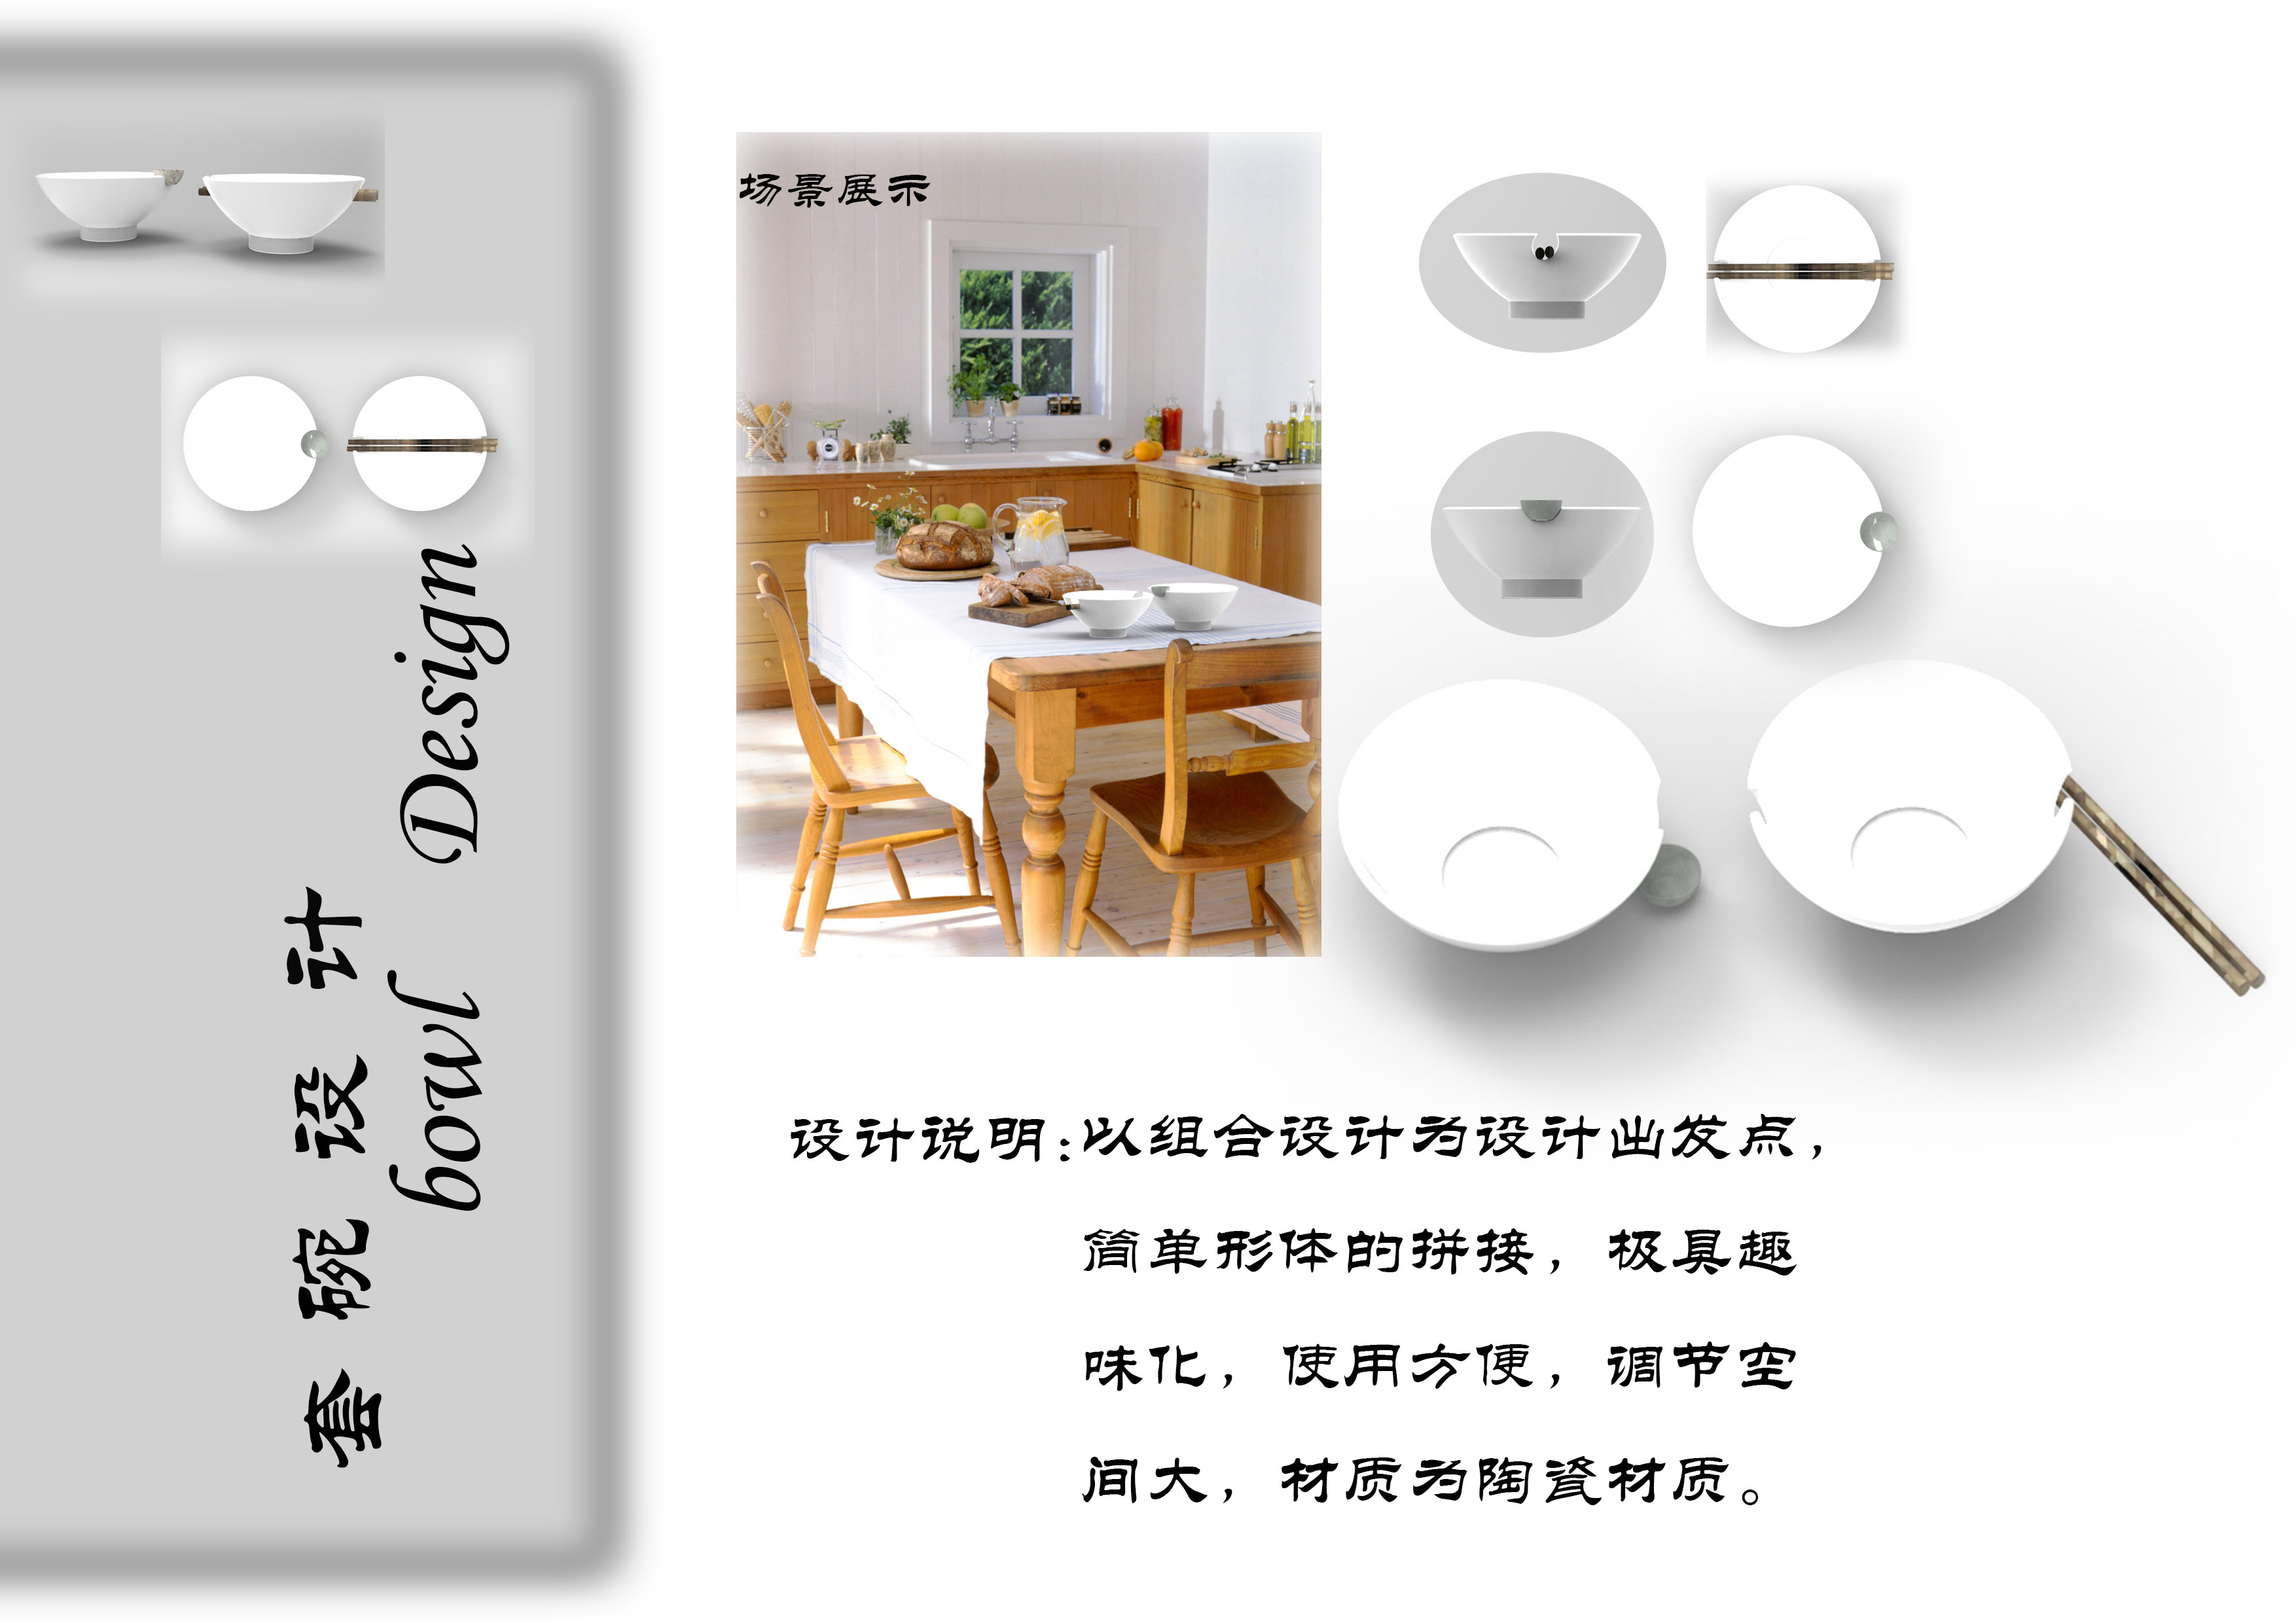 套碗设计
bowl Design
场景展示
设计说明:以组合设计为设计出发点，
简单形体的拼接，极具趣
味化，使用方便，调节空
间大，材质为陶瓷材质。